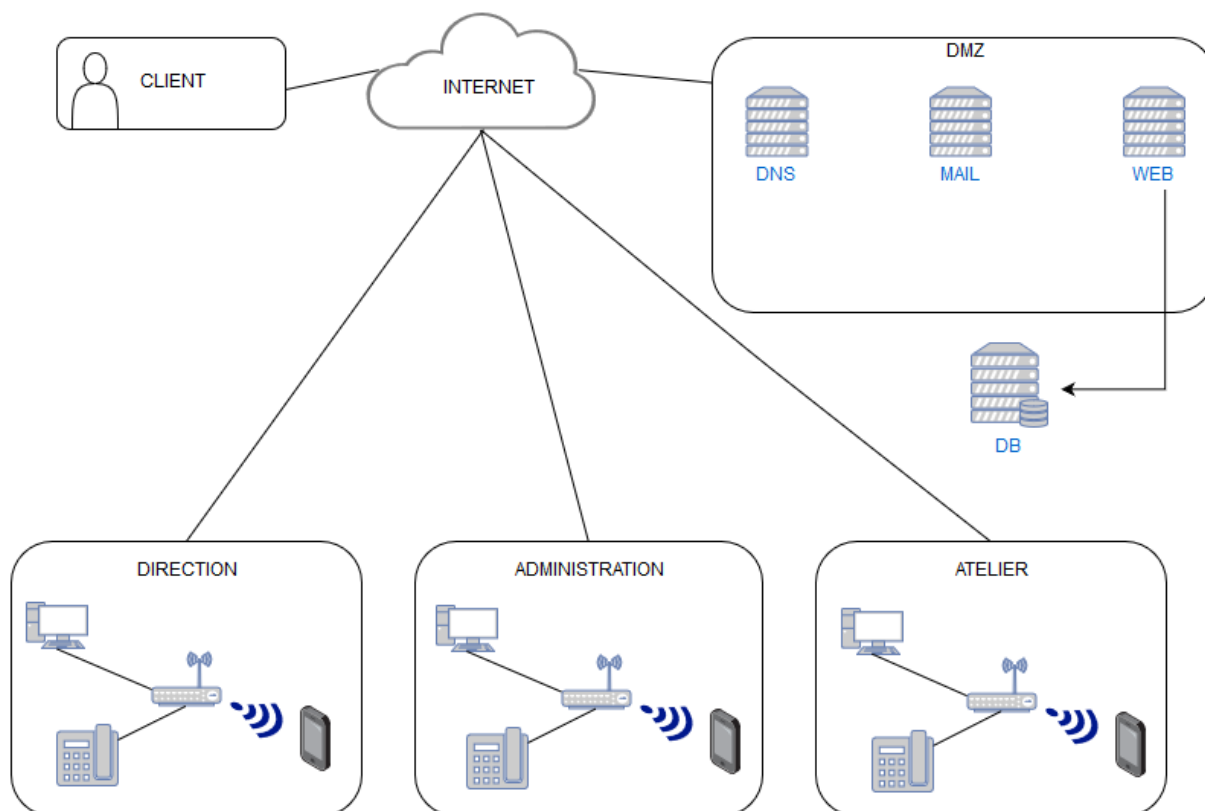 CLIENT
INTERNET
DMZ
DNS
MAIL
WEB
DB
DIRECTION
ADMINISTRATION
ATELIER